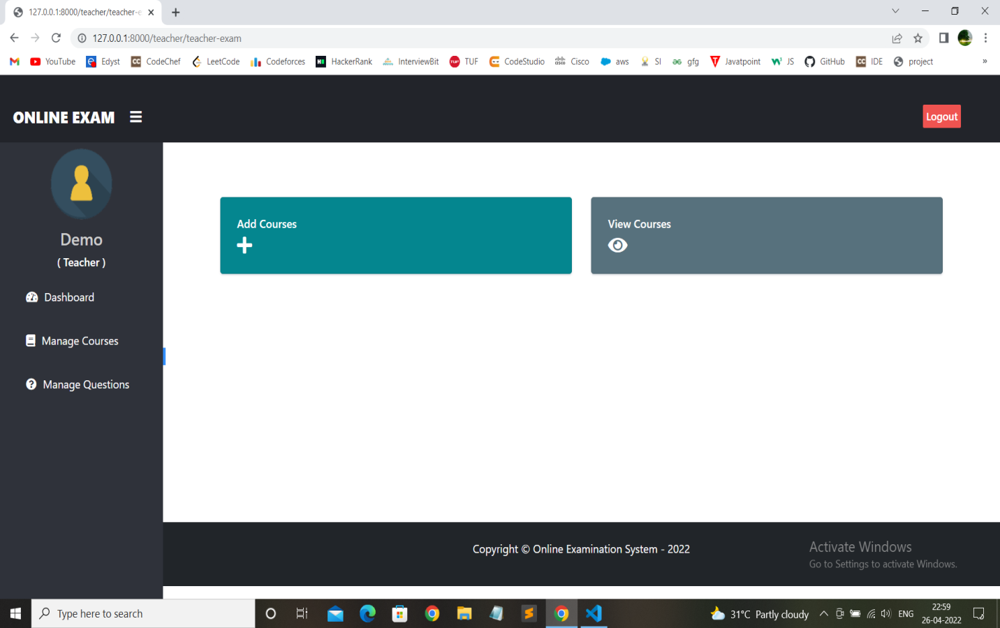 127.0.0.1:8000/teacher/teacher-e
127.0.0.1:8000/teacher/teacher-exam
YouTube Edyst CodeChef LeetCode Codeforces HackerRank InterviewBit TUF CodeStudio Cisco aws SI gfg Javatpoint JS GitHub IDE project »
ONLINE EXAM
Logout
Demo
( Teacher )
Dashboard
Manage Courses
Manage Questions
Add Courses
View Courses
Copyright © Online Examination System - 2022
Activate Windows
Go to Settings to activate Windows.
Type here to search
31°C Partly cloudy
ENG
22:59
26-04-2022